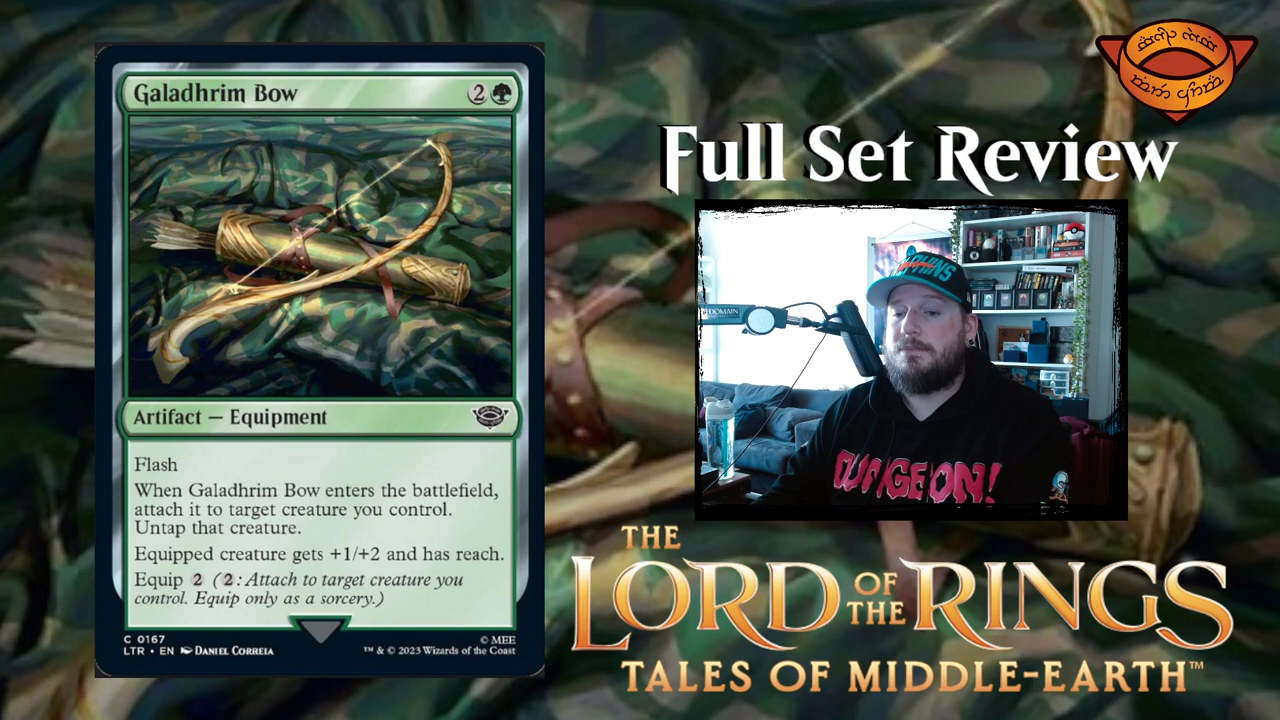 Galadhrim Bow
2
Artifact — Equipment
Flash
When Galadhrim Bow enters the battlefield,
attach it to target creature you control.
Untap that creature.
Equipped creature gets +1/+2 and has reach.
Equip 2 (2: Attach to target creature you
control. Equip only as a sorcery.)
C 0167
LTR • EN DANIEL CORREIA
© MEE
™ & © 2023 Wizards of the Coast
Full Set Review
DOMAIN
DUNGEON!
THE
LORD OF THE RINGS
TALES OF MIDDLE-EARTH™